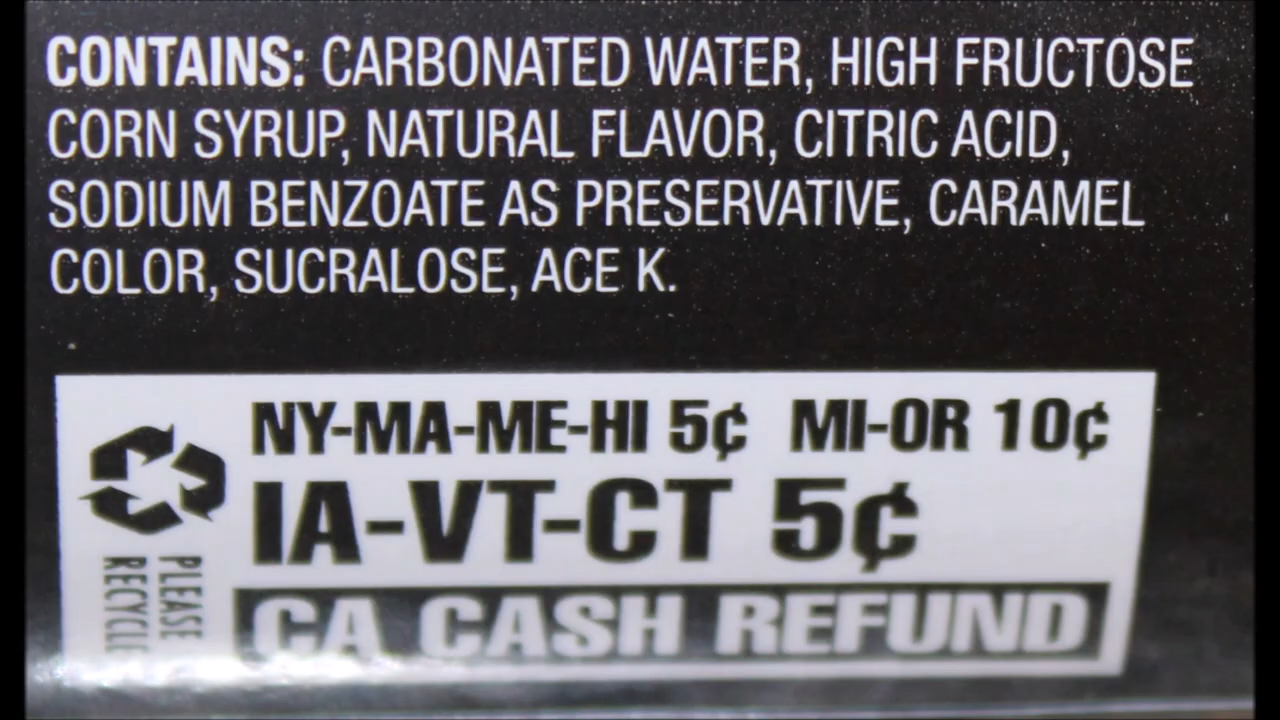 CONTAINS: CARBONATED WATER, HIGH FRUCTOSE
CORN SYRUP, NATURAL FLAVOR, CITRIC ACID,
SODIUM BENZOATE AS PRESERVATIVE, CARAMEL
COLOR, SUCRALOSE, ACE K.
NY-MA-ME-HI 5¢ MI-OR 10¢
IA-VT-CT 5¢
CA CASH REFUND
PLEASE
RECYCLE